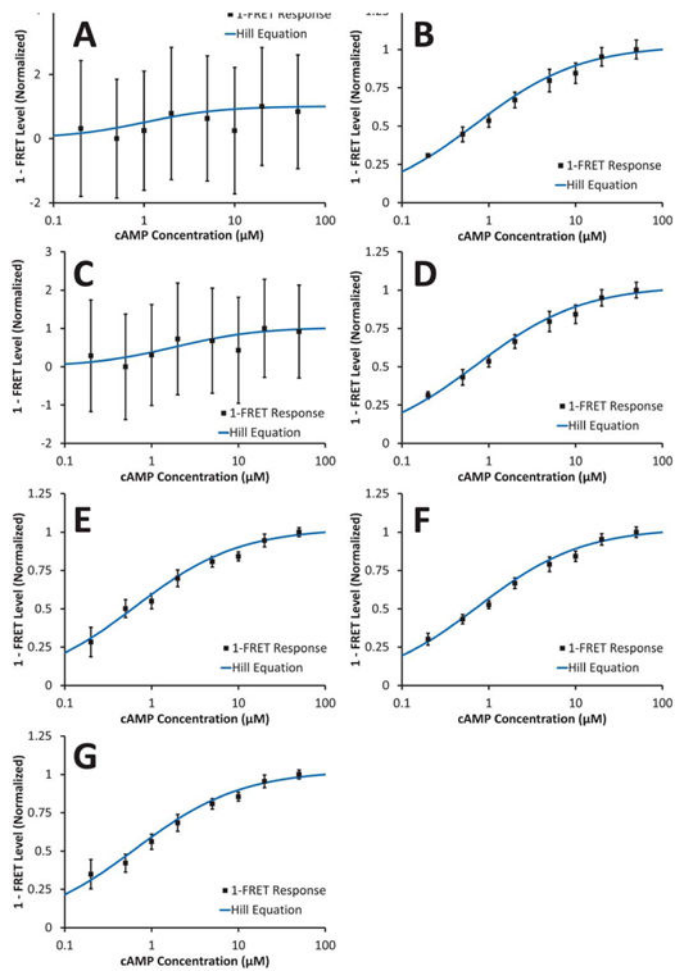 A
1-FRET Response
Hill Equation
1 - FRET Level (Normalized)
2
0
-2
0.1
1
10
100
cAMP Concentration (μM)
B
1 - FRET Level (Normalized)
1.25
1
0.75
0.5
0.25
0
0.1
1
10
100
1-FRET Response
Hill Equation
cAMP Concentration (μM)
C
1 - FRET Level (Normalized)
3
2
1
0
-1
-2
0.1
1
10
100
1-FRET Response
Hill Equation
cAMP Concentration (μM)
D
1 - FRET Level (Normalized)
1.25
1
0.75
0.5
0.25
0
0.1
1
10
100
1-FRET Response
Hill Equation
cAMP Concentration (μM)
E
1 - FRET Level (Normalized)
1.25
1
0.75
0.5
0.25
0
0.1
1
10
100
1-FRET Response
Hill Equation
cAMP Concentration (μM)
F
1 - FRET Level (Normalized)
1.25
1
0.75
0.5
0.25
0
0.1
1
10
100
1-FRET Response
Hill Equation
cAMP Concentration (μM)
G
1 - FRET Level (Normalized)
1.25
1
0.75
0.5
0.25
0
0.1
1
10
100
1-FRET Response
Hill Equation
cAMP Concentration (μM)